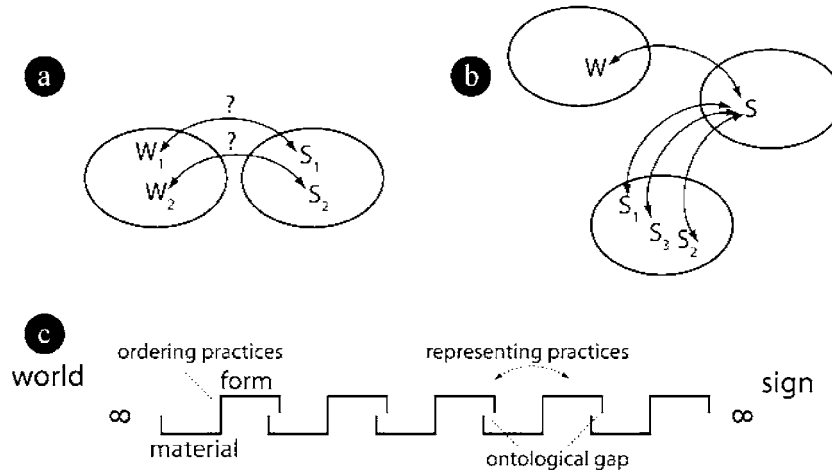 a
?
?
W1
S1
W2
S2
b
W
S
S1
S3
S2
c
ordering practices
representing practices
world
form
sign
∞
∞
material
ontological gap